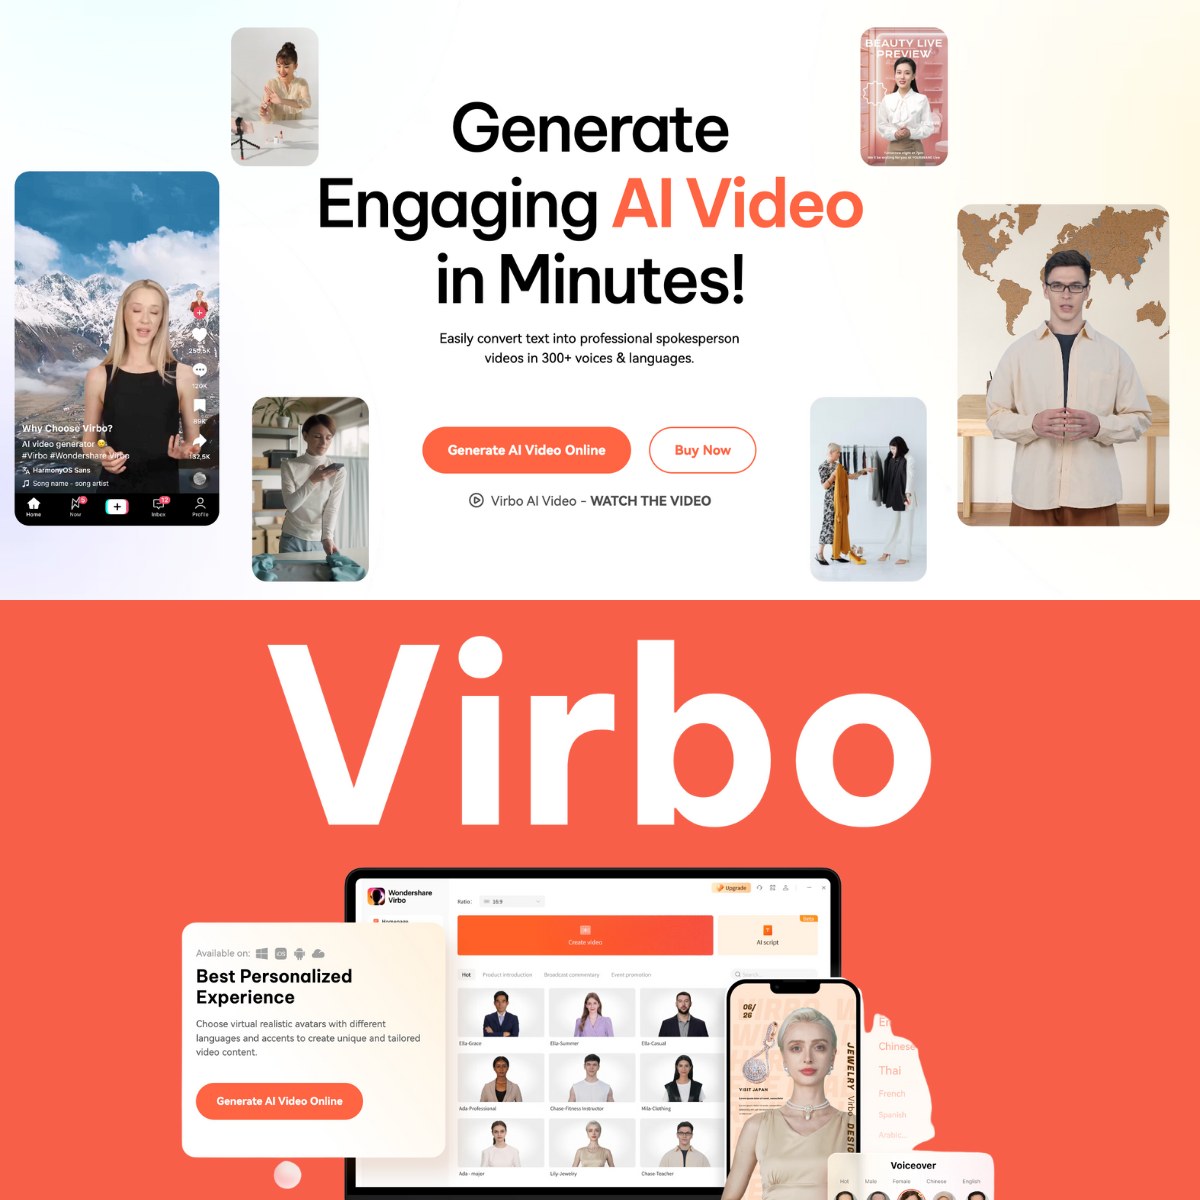 BEAUTY LIVE
PREVIEW
Generate
Engaging AI Video
in Minutes!
Easily convert text into professional spokesperson
videos in 300+ voices & languages.
Generate AI Video Online
Buy Now
Virbo AI Video - WATCH THE VIDEO
120K
Why Choose Virbo?
AI video generator
#Virbo #Wondershare Virbo
HarmonyOS Sans
Song name - song artist
Home
Now
Inbox
12
Profile
Virbo
Wondershare
Virbo
Upgrade
Ratio:
16:9
Homepage
Create video
Beta
AI script
Hot
Product introduction
Broadcast commentary
Event promotion
Search...
Ella-Grace
Ella-Summer
Ella-Casual
Ada-Professional
Chase-Fitness Instructor
Mila-Clothing
Ada - major
Lily-Jewelry
Chase-Teacher
Available on:
iOS
Best Personalized
Experience
Choose virtual realistic avatars with different
languages and accents to create unique and tailored
video content.
Generate AI Video Online
06/
26
VISIT JAPAN
JEWELRY Virbo DESIG
En
Chinese
Thai
French
Spanish
Arabic...
Voiceover
Hot
Male
Female
Chinese
English